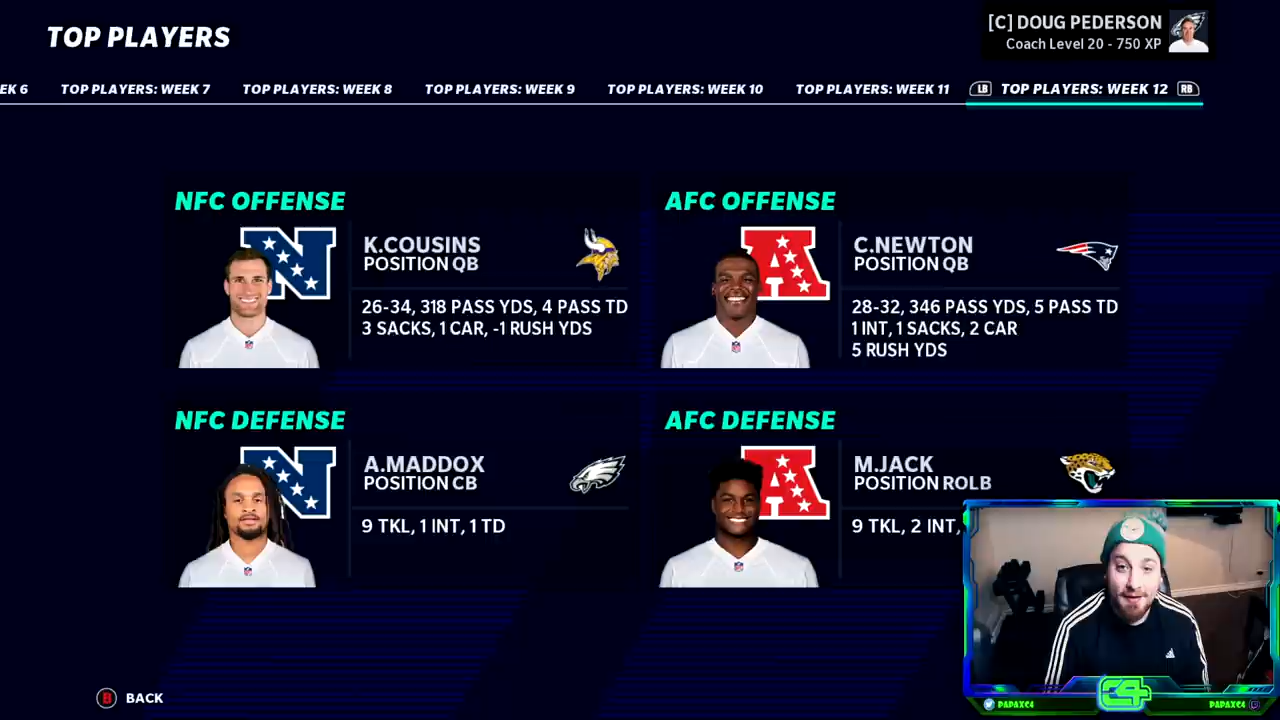 TOP PLAYERS
[C] DOUG PEDERSON
Coach Level 20 - 750 XP
EK 6
TOP PLAYERS: WEEK 7
TOP PLAYERS: WEEK 8
TOP PLAYERS: WEEK 9
TOP PLAYERS: WEEK 10
TOP PLAYERS: WEEK 11
LB
TOP PLAYERS: WEEK 12
RB
NFC OFFENSE
K.COUSINS
POSITION QB
26-34, 318 PASS YDS, 4 PASS TD
3 SACKS, 1 CAR, -1 RUSH YDS
AFC OFFENSE
C.NEWTON
POSITION QB
28-32, 346 PASS YDS, 5 PASS TD
1 INT, 1 SACKS, 2 CAR
5 RUSH YDS
NFC DEFENSE
A.MADDOX
POSITION CB
9 TKL, 1 INT, 1 TD
AFC DEFENSE
M.JACK
POSITION ROLB
9 TKL, 2 INT,
B BACK
C4
PAPAXC4
PAPAXC4